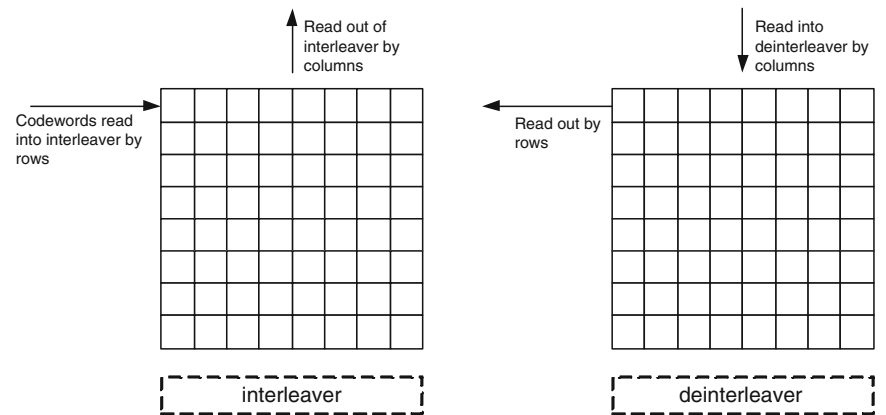 Read out of
interleaver by
columns
Codewords read
into interleaver by
rows
interleaver
Read into
deinterleaver by
columns
Read out by
rows
deinterleaver